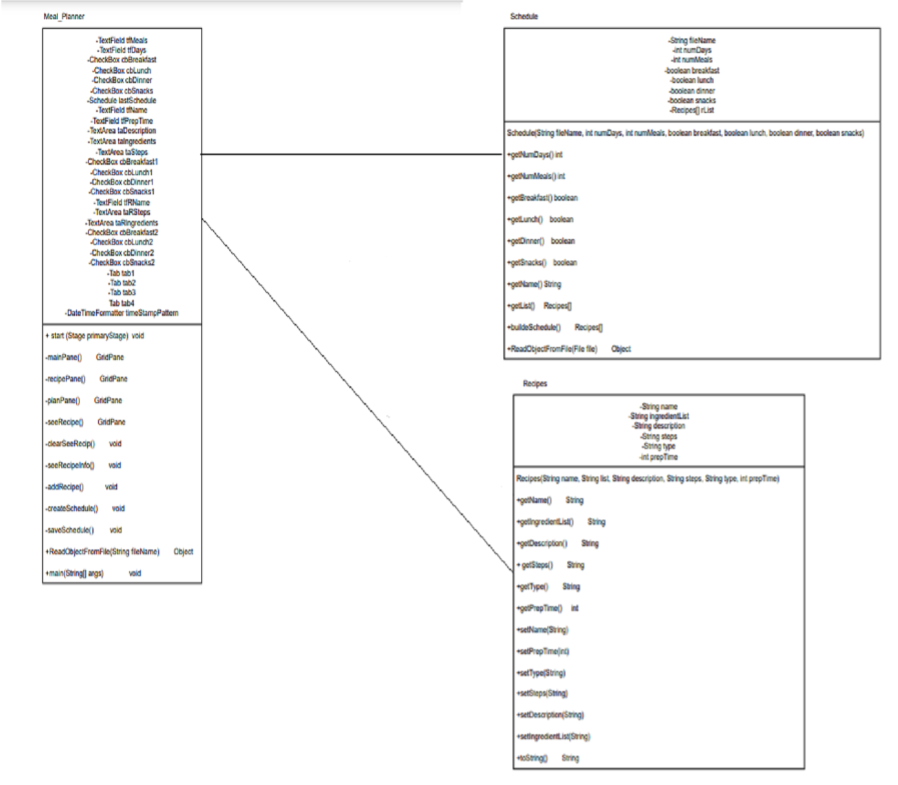 Meal_Planner
-TextField tfMeals
-TextField tfDays
-CheckBox cbBreakfast
-CheckBox cbLunch
-CheckBox cbDinner
-CheckBox cbSnacks
-Schedule lastSchedule
-TextField tfName
-TextField tfPrepTime
-TextArea taDescription
-TextArea taIngredients
-TextArea taSteps
-CheckBox cbBreakfast1
-CheckBox cbLunch1
-CheckBox cbDinner1
-CheckBox cbSnacks1
-TextField tfRName
-TextArea taRSteps
-TextArea taRIngredients
-CheckBox cbBreakfast2
-CheckBox cbLunch2
-CheckBox cbDinner2
-CheckBox cbSnacks2
-Tab tab1
-Tab tab2
-Tab tab3
Tab tab4
-DateTimeFormatter timeStampPattern
+ start (Stage primaryStage) void
-mainPane() GridPane
-recipePane() GridPane
-planPane() GridPane
-seeRecipe() GridPane
-clearSeeRecip() void
-seeRecipeInfo() void
-addRecipe() void
-createSchedule() void
-saveSchedule() void
+ReadObjectFromFile(String fileName) Object
+main(String[] args) void
Schedule
-String fileName
-int numDays
-int numMeals
-boolean breakfast
-boolean lunch
-boolean dinner
-boolean snacks
-Recipes[] rList
Schedule(String fileName, int numDays, int numMeals, boolean breakfast, boolean lunch, boolean dinner, boolean snacks)
+getNumDays() int
+getNumMeals() int
+getBreakfast() boolean
+getLunch() boolean
+getDinner() boolean
+getSnacks() boolean
+getName() String
+getList() Recipes[]
+buildeSchedule() Recipes[]
+ReadObjectFromFile(File file) Object
Recipes
-String name
-String ingredientList
-String description
-String steps
-String type
-int prepTime
Recipes(String name, String list, String description, String steps, String type, int prepTime)
+getName() String
+getIngredientList() String
+getDescription() String
+ getSteps() String
+getType() String
+getPrepTime() int
+setName(String)
+setPrepTime(int)
+setType(String)
+setSteps(String)
+setDescription(String)
+setIngredientList(String)
+toString() String